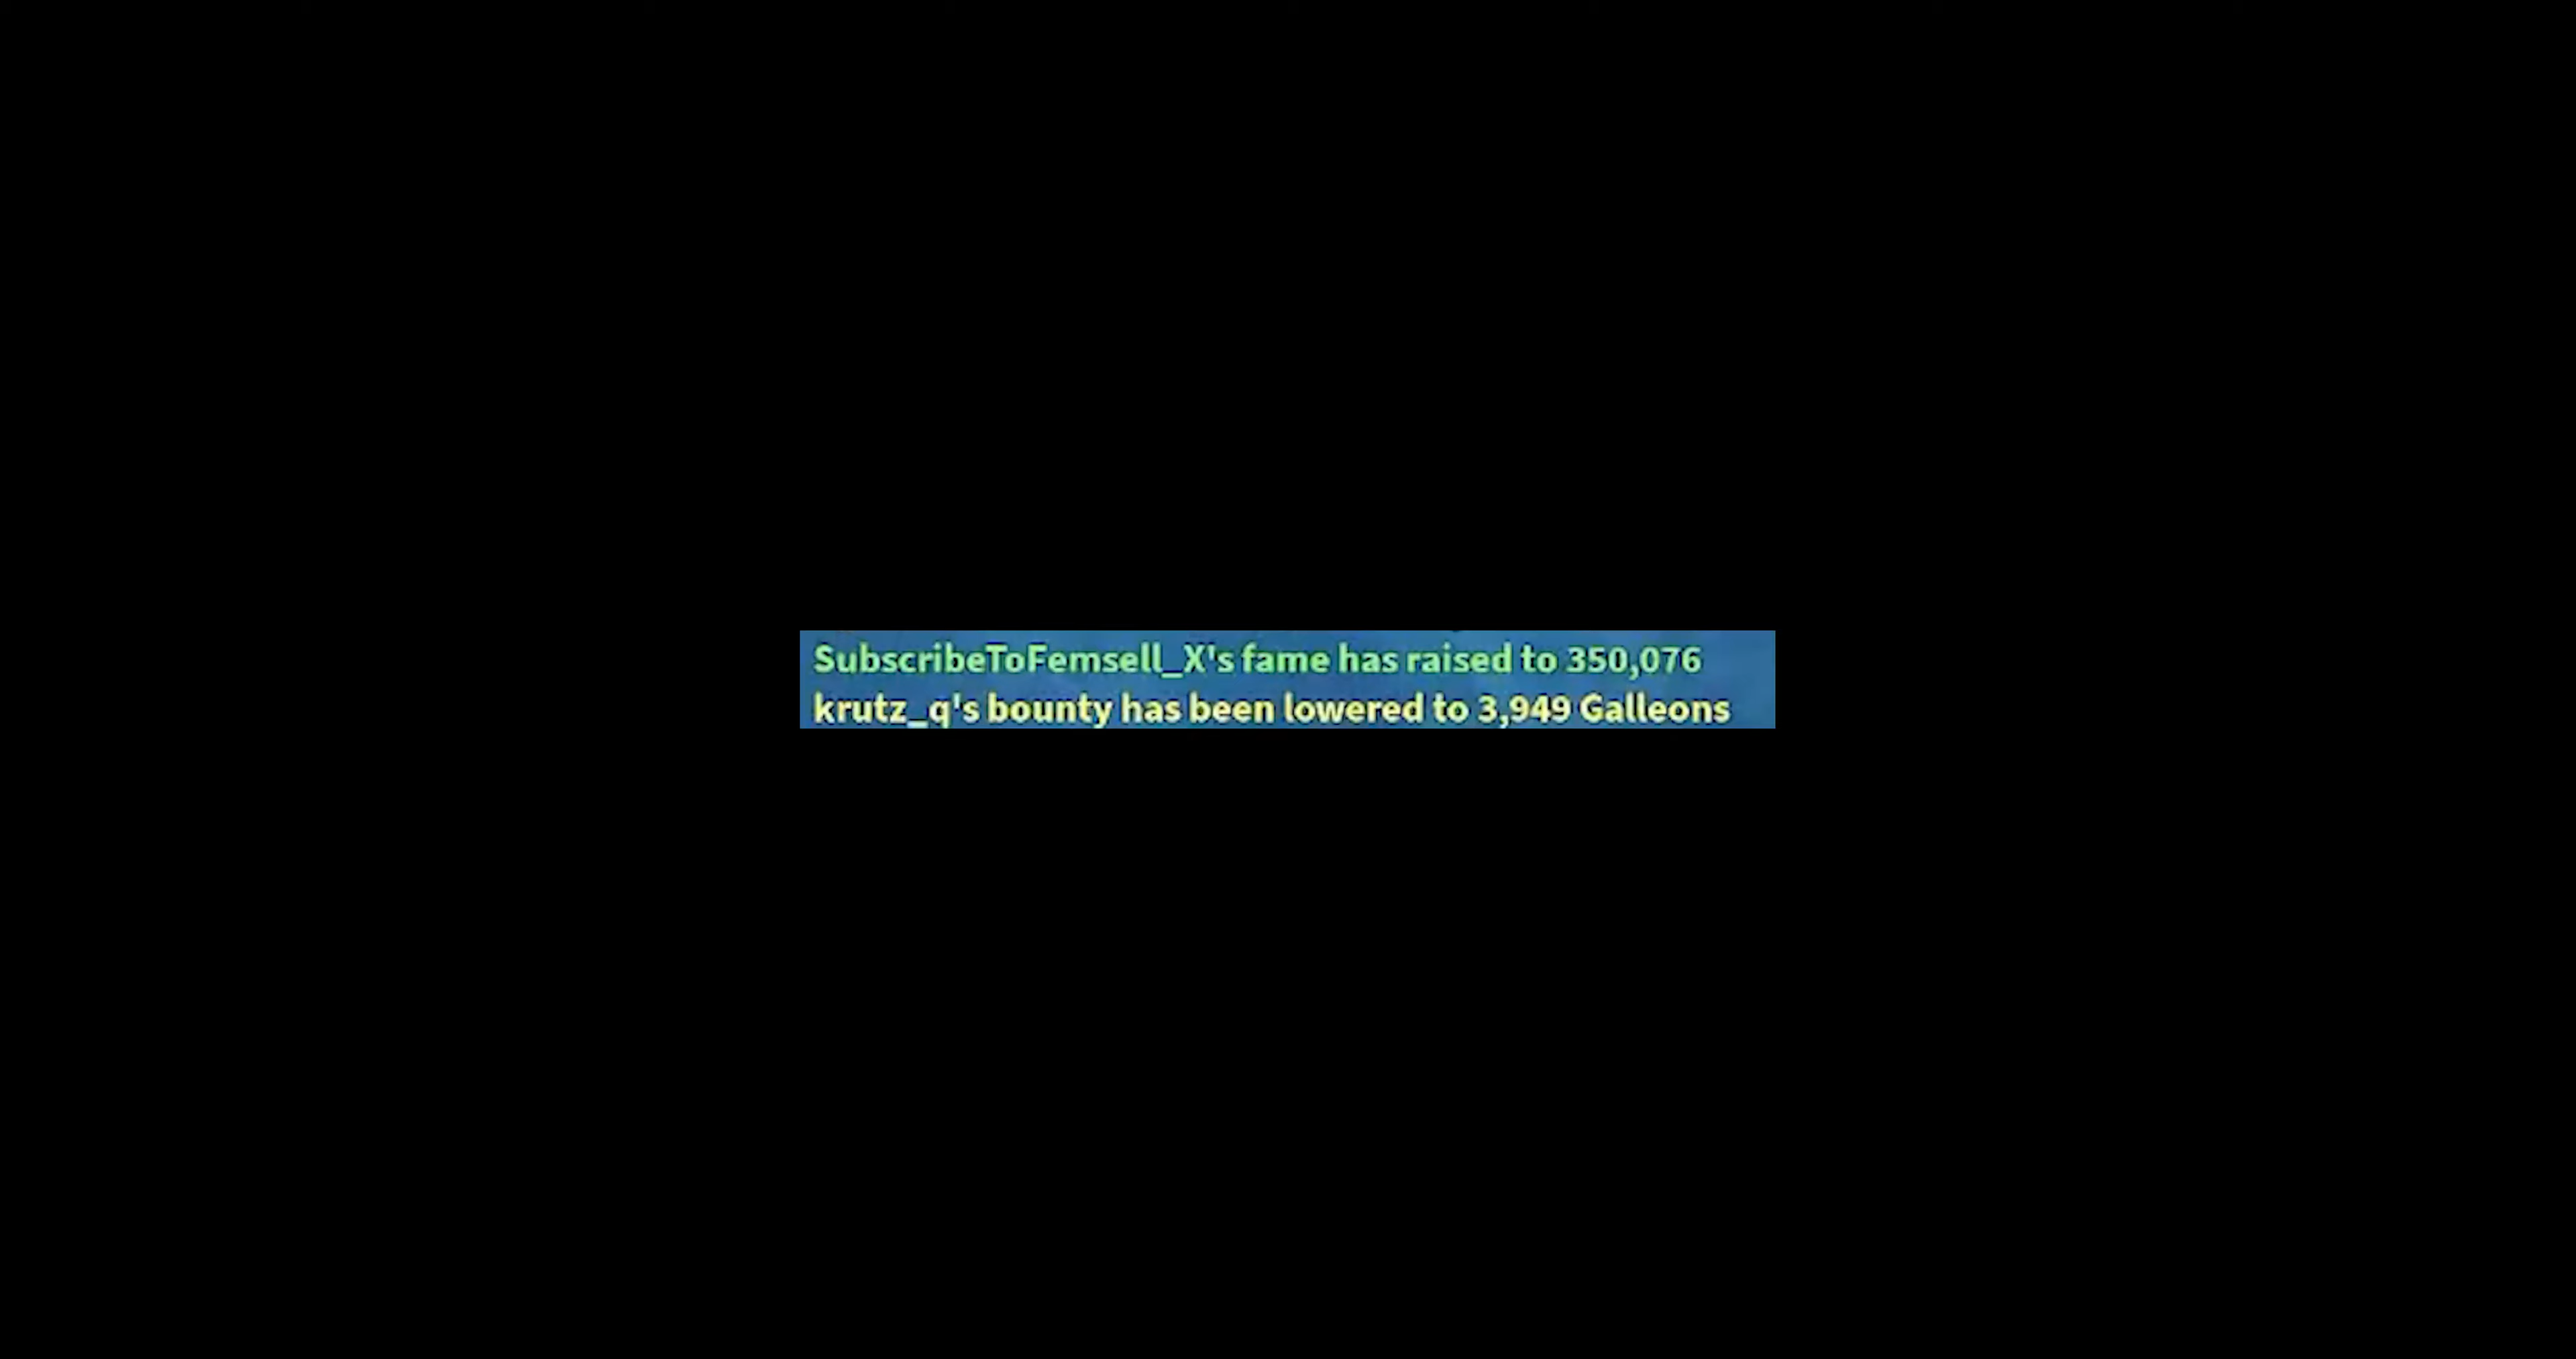 SubscribeToFemsell_X's fame has raised to 350,076
krutz_q's bounty has been lowered to 3,949 Galleons